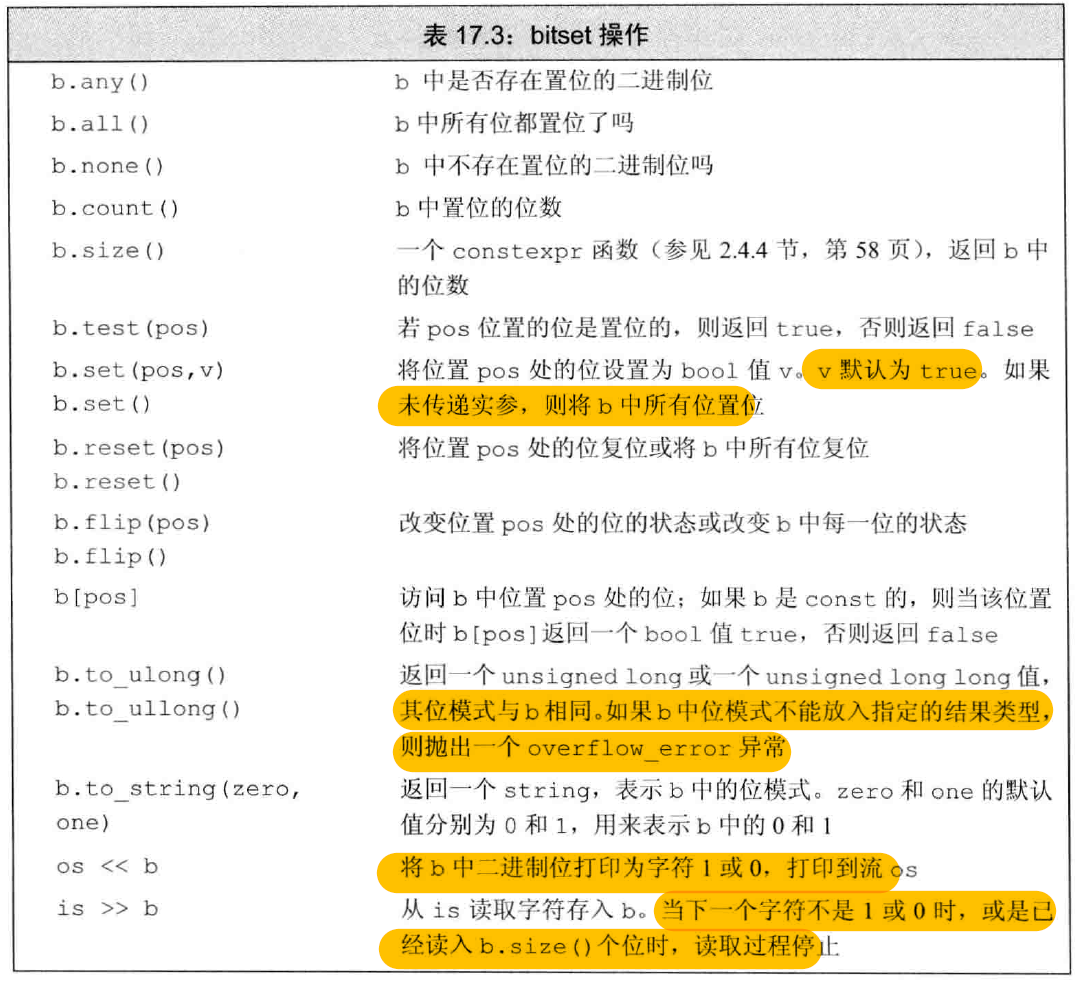 表 17.3：bitset 操作
b.any() b 中是否存在置位的二进制位
b.all() b 中所有位都置位了吗
b.none() b 中不存在置位的二进制位吗
b.count() b 中置位的位数
b.size() 一个 constexpr 函数（参见 2.4.4 节，第 58 页），返回 b 中
的位数
b.test(pos) 若 pos 位置的位是置位的，则返回 true，否则返回 false
b.set(pos,v) 将位置 pos 处的位设置为 bool 值 v。v 默认为 true。如果
b.set() 未传递实参，则将 b 中所有位置位
b.reset(pos) 将位置 pos 处的位复位或将 b 中所有位复位
b.reset()
b.flip(pos) 改变位置 pos 处的位的状态或改变 b 中每一位的状态
b.flip()
b[pos] 访问 b 中位置 pos 处的位；如果 b 是 const 的，则当该位置
位时 b[pos]返回一个 bool 值 true，否则返回 false
b.to_ulong() 返回一个 unsigned long 或一个 unsigned long long 值，
b.to_ullong() 其位模式与 b 相同。如果 b 中位模式不能放入指定的结果类型，
则抛出一个 overflow_error 异常
b.to_string(zero, 返回一个 string，表示 b 中的位模式。zero 和 one 的默认
one) 值分别为 0 和 1，用来表示 b 中的 0 和 1
os << b 将 b 中二进制位打印为字符 1 或 0，打印到流 os
is >> b 从 is 读取字符存入 b。当下一个字符不是 1 或 0 时，或是已
经读入 b.size()个位时，读取过程停止